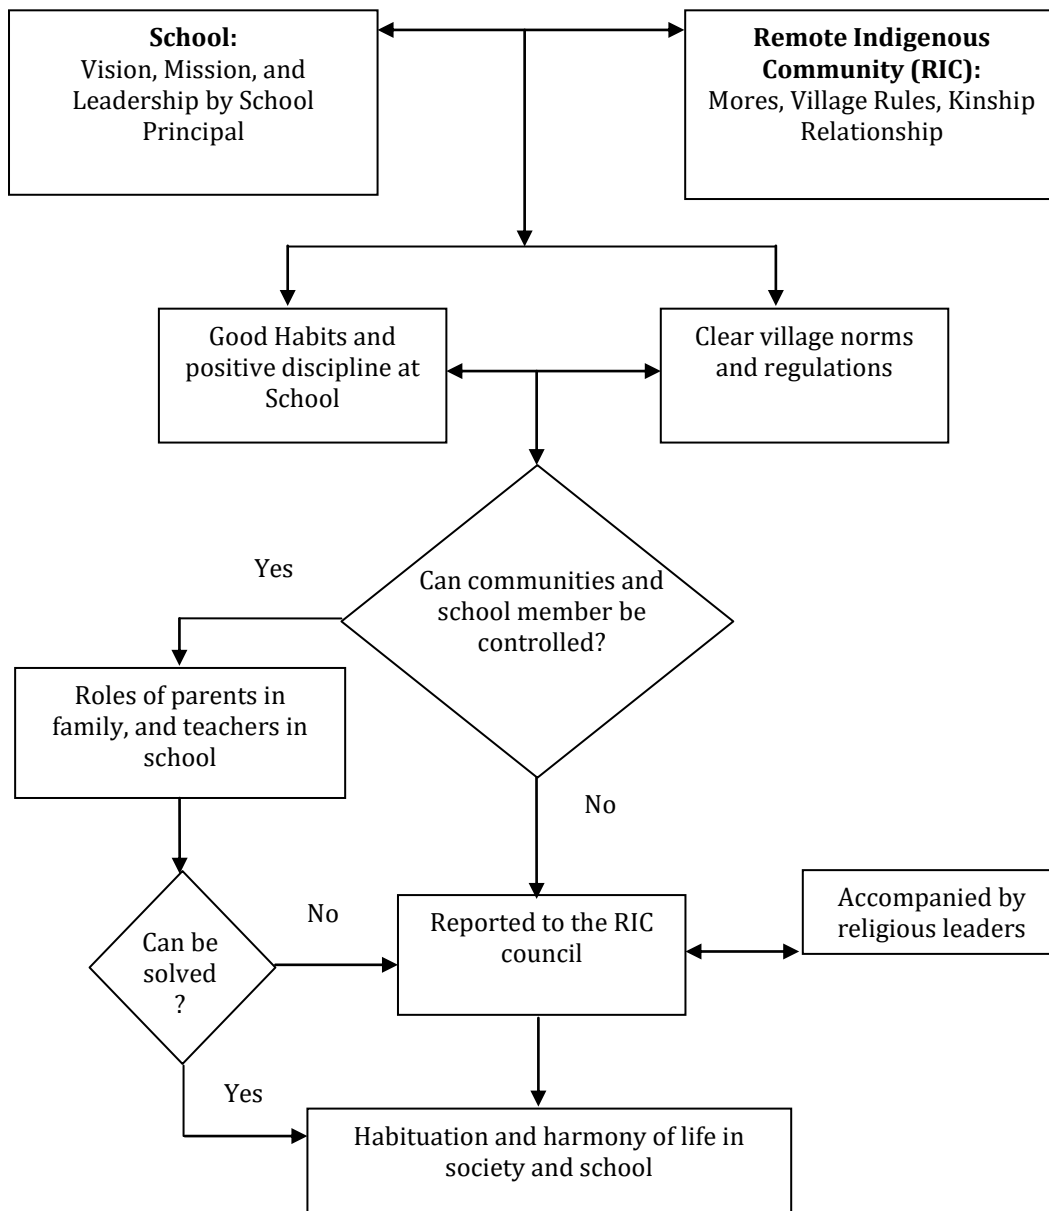 School:
Vision, Mission, and
Leadership by School
Principal
Remote Indigenous
Community (RIC):
Mores, Village Rules, Kinship
Relationship
Good Habits and
positive discipline at
School
Clear village norms
and regulations
Yes
Can communities and
school member be
controlled?
Roles of parents in
family, and teachers in
school
No
Can be
solved
?
No
Reported to the RIC
council
Accompanied by
religious leaders
Yes
Habituation and harmony of life in
society and school